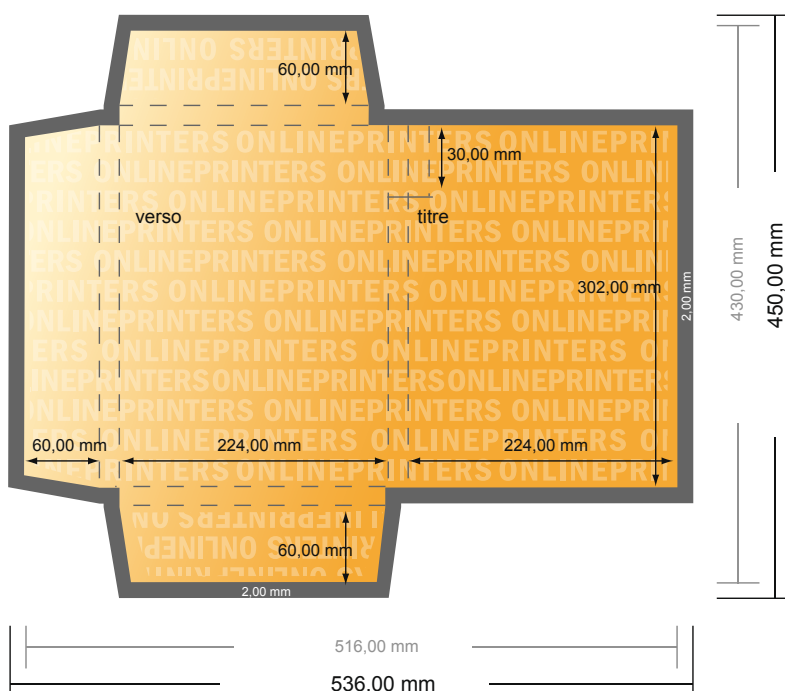 60,00 mm
30,00 mm
verso
titre
302,00 mm
2,00 mm
430,00 mm
450,00 mm
60,00 mm
224,00 mm
224,00 mm
60,00 mm
2,00 mm
516,00 mm
536,00 mm
ONLINEPRINTERS